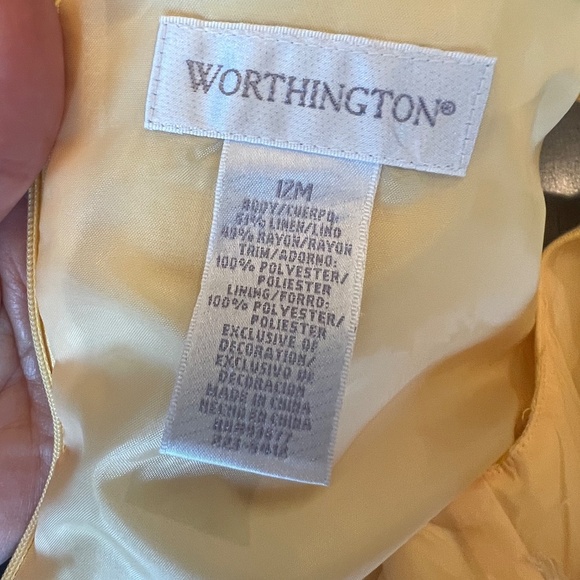 WORTHINGTON®
12M
BODY/CUERPO:
51% LINEN/LINO
49% RAYON/RAYON
TRIM/ADORNO:
100% POLYESTER/
POLIESTER
LINING/FORRO:
100% POLYESTER/
POLIESTER
EXCLUSIVE OF
DECORATION/
EXCLUSIVO DE
DECORACION
MADE IN CHINA
HECHO EN CHINA